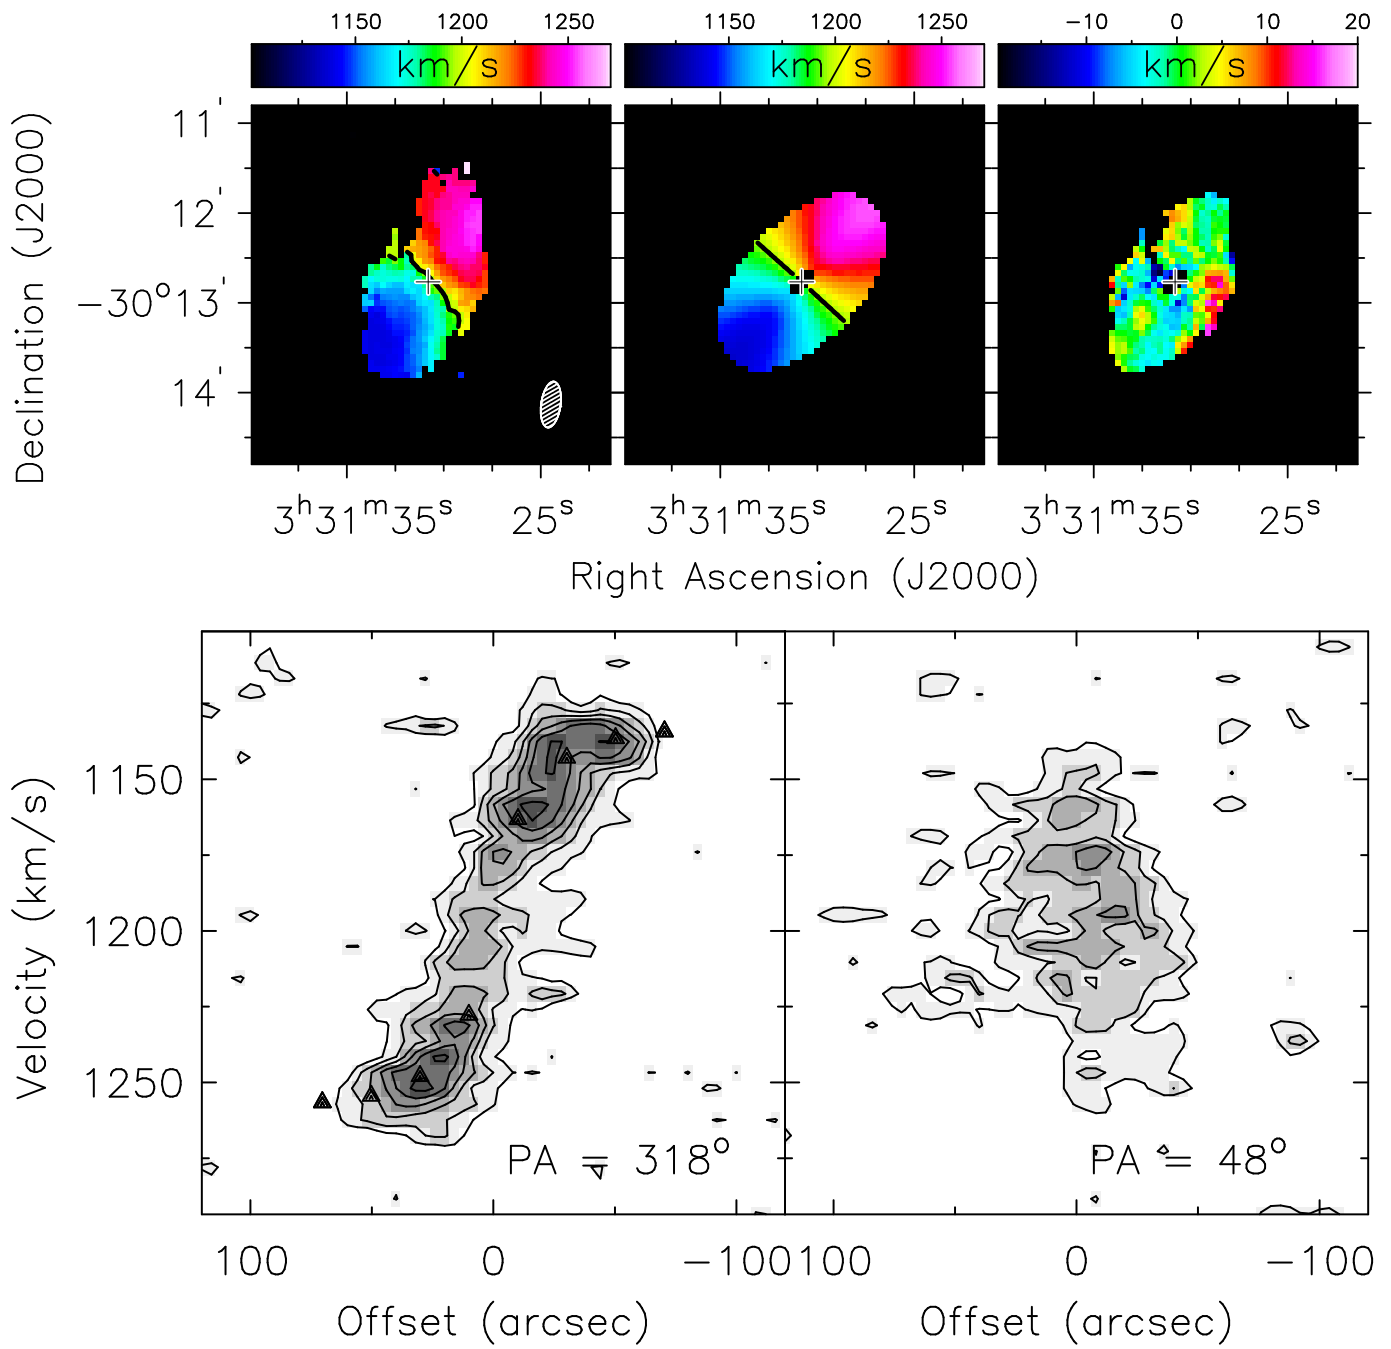 1150 1200 1250 1150 1200 1250 −10 0 10 20
km/s km/s km/s
11'
12'
−30°13'
14'
Declination (J2000)
3h31m35s 25s 3h31m35s 25s 3h31m35s 25s
Right Ascension (J2000)
1150
1200
1250
Velocity (km/s)
PA = 318° PA = 48°
100 0 −100 100 0 −100
Offset (arcsec) Offset (arcsec)